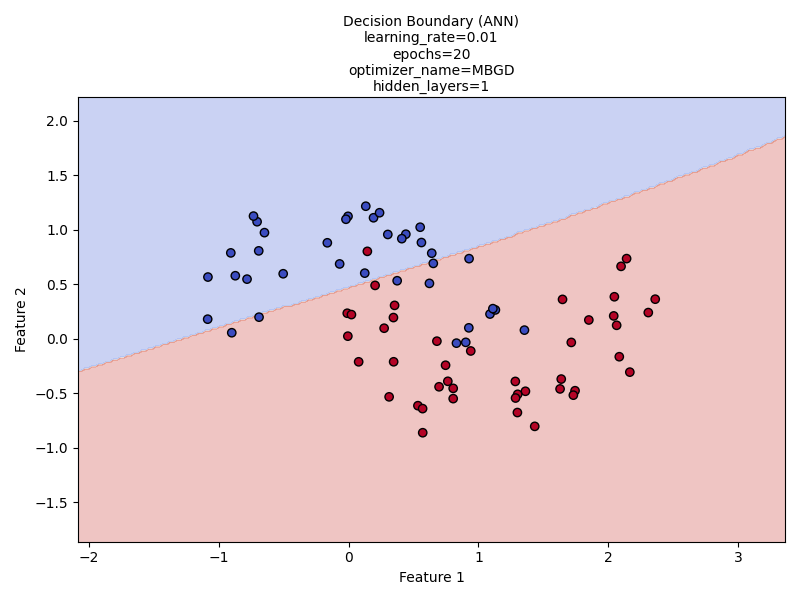 Decision Boundary (ANN)
learning_rate=0.01
epochs=20
optimizer_name=MBGD
hidden_layers=1
2.0
1.5
1.0
0.5
0.0
−0.5
−1.0
−1.5
Feature 2
−2
−1
0
1
2
3
Feature 1